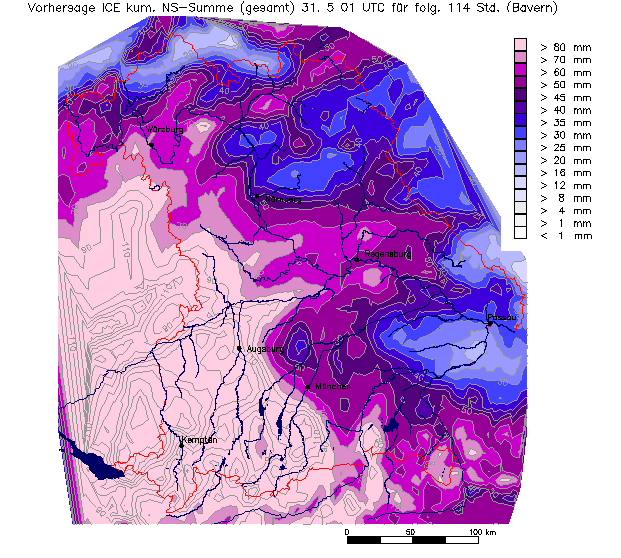 Vorhersage ICE kum. NS-Summe (gesamt) 31. 5 01 UTC für folg. 114 Std. (Bayern)
> 80 mm
> 70 mm
> 60 mm
> 50 mm
> 45 mm
> 40 mm
> 35 mm
> 30 mm
> 25 mm
> 20 mm
> 16 mm
> 12 mm
> 8 mm
> 4 mm
> 1 mm
< 1 mm
Würzburg
Nürnberg
Regensburg
Passau
Augsburg
München
Kempten
0 50 100 km